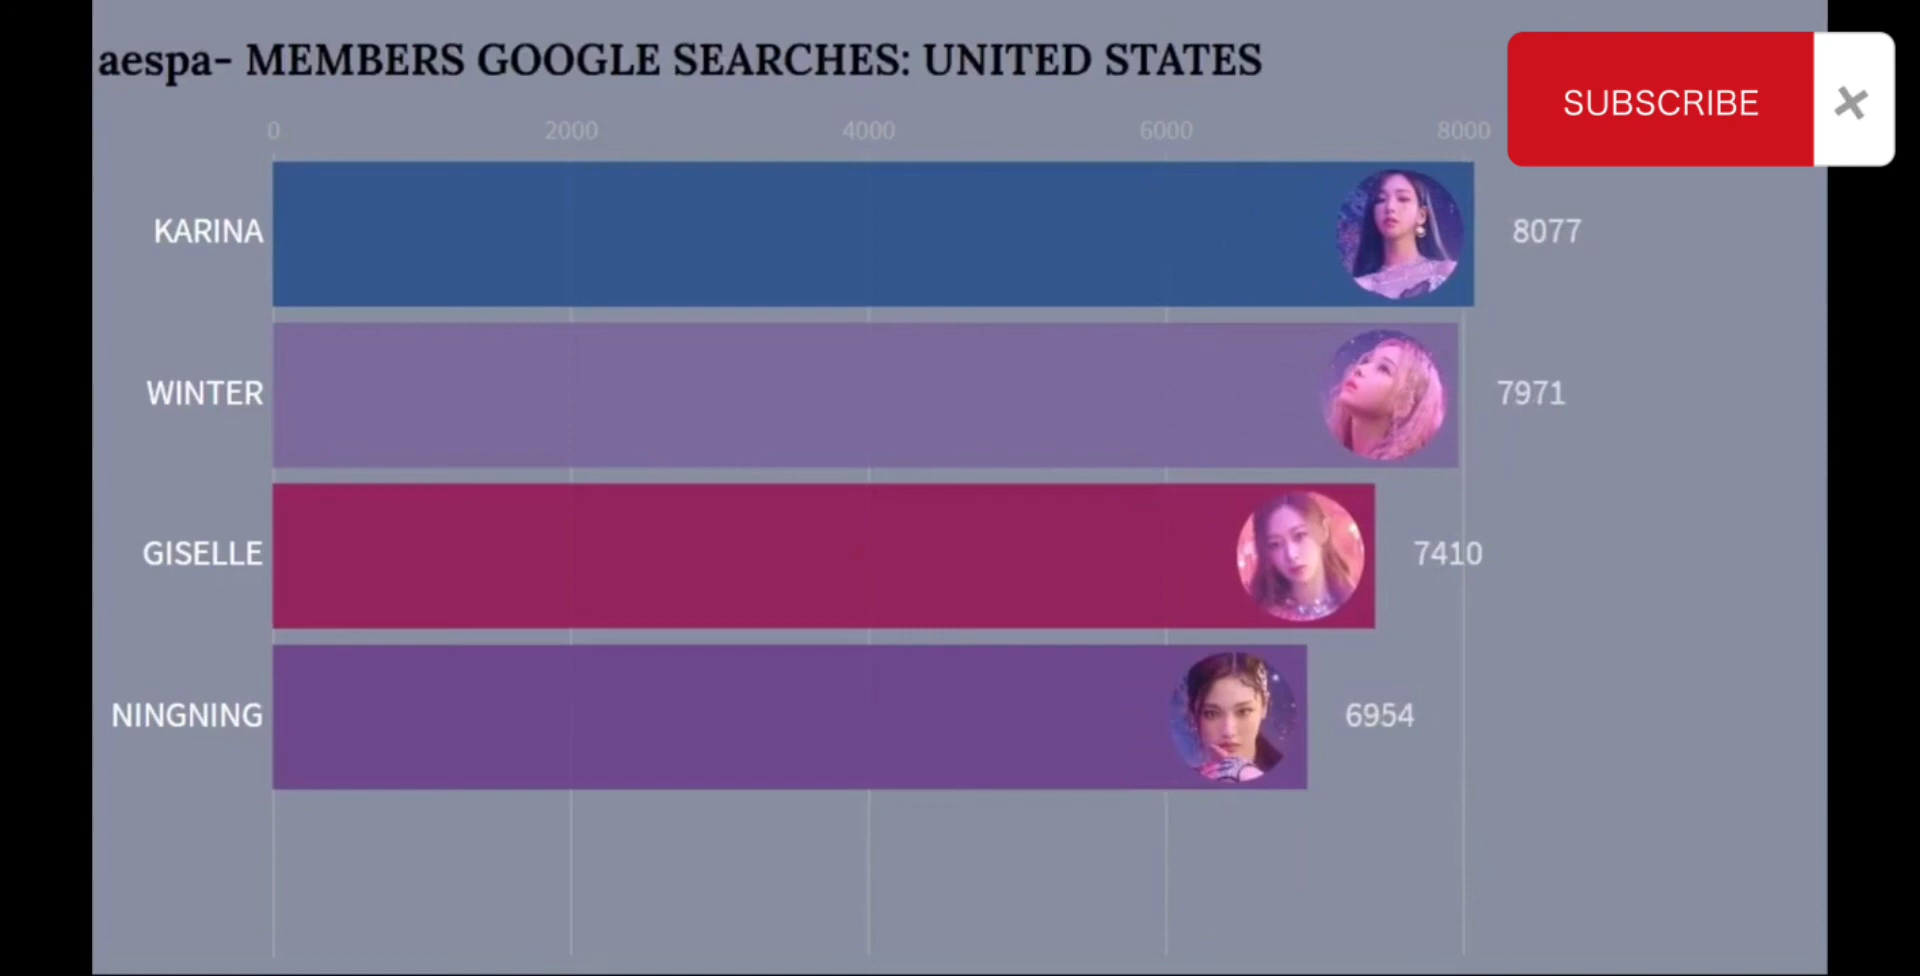 aespa- MEMBERS GOOGLE SEARCHES: UNITED STATES
SUBSCRIBE
0 2000 4000 6000 8000
KARINA 8077
WINTER 7971
GISELLE 7410
NINGNING 6954